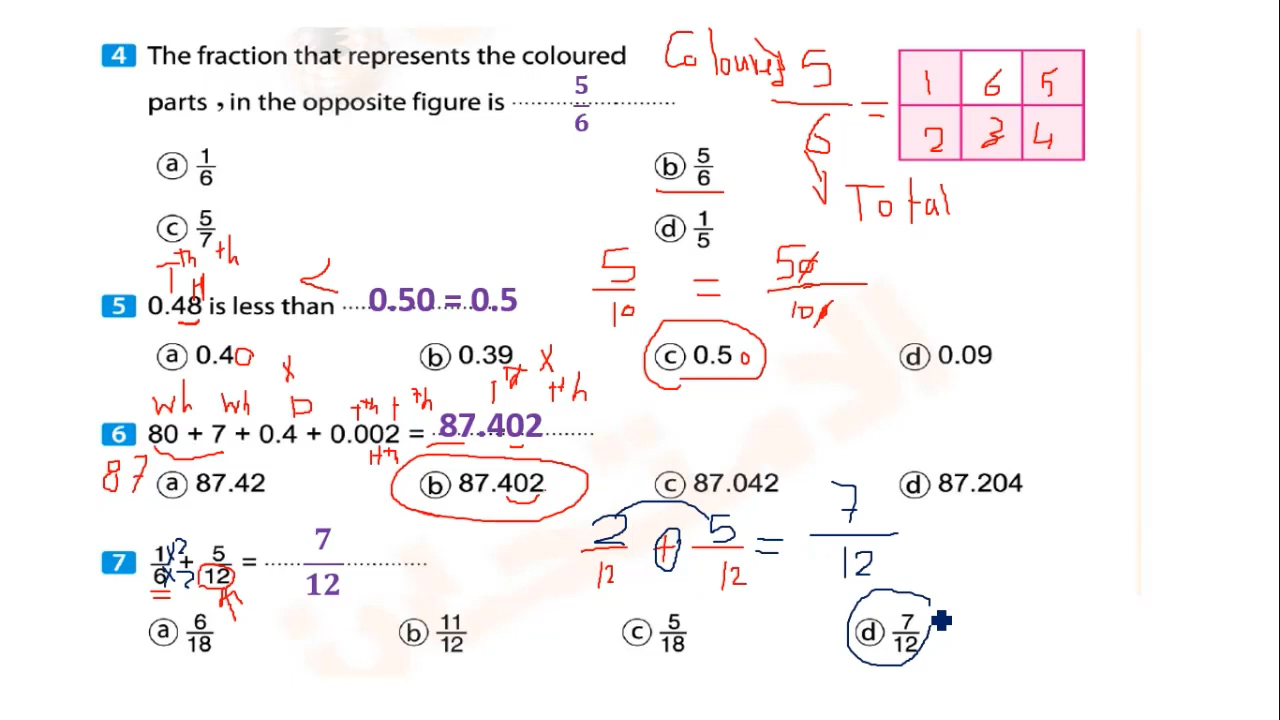 4 The fraction that represents the coloured
parts , in the opposite figure is 5/6
Coloured 5/6 =
Total
1 6 5
2 3 4
a 1/6
b 5/6
c 5/7
d 1/5
Tth Hth
<
5/10 = 50/100
5 0.48 is less than 0.50 = 0.5
a 0.40
b 0.39
c 0.50
d 0.09
wh wh D
6 80 + 7 + 0.4 + 0.002 = 87.402
87
a 87.42
b 87.402
c 87.042
d 87.204
2/12 + 5/12 = 7/12
7 1/6 + 5/12 = 7/12
a 6/18
b 11/12
c 5/18
d 7/12